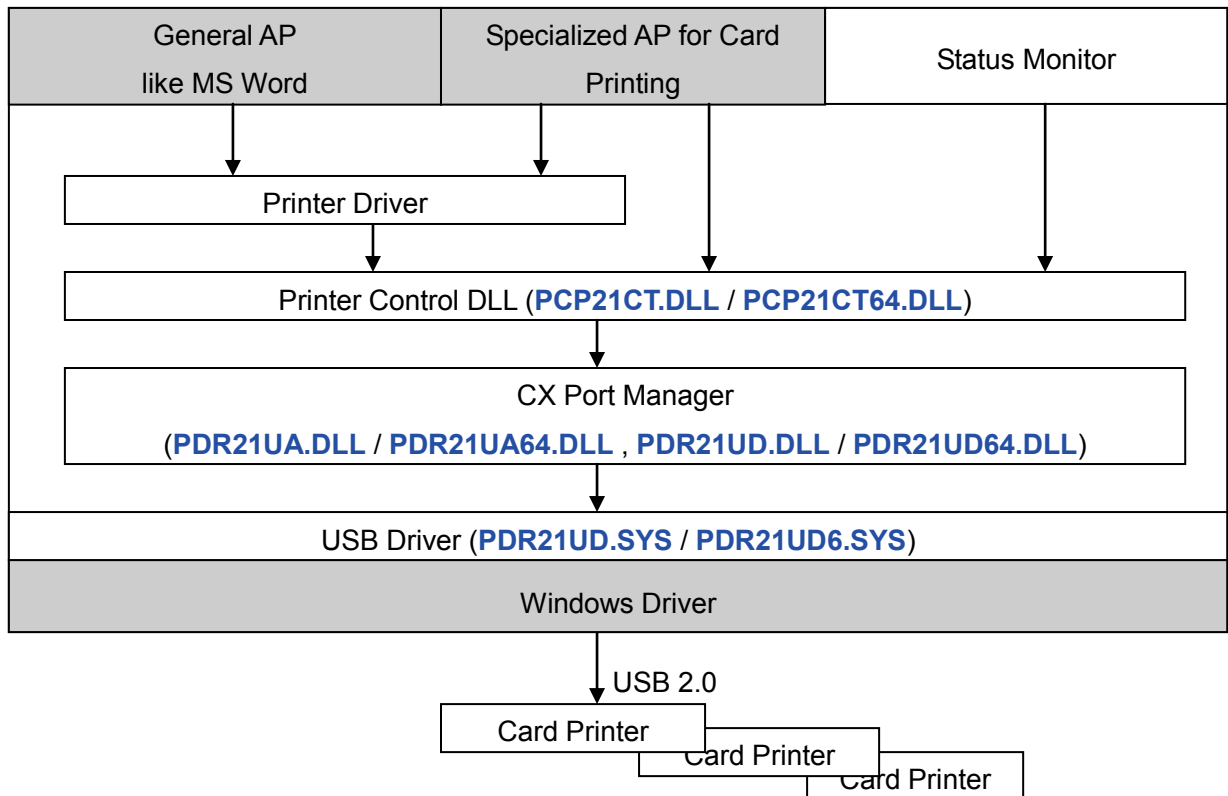 General AP
like MS Word
Specialized AP for Card
Printing
Status Monitor
Printer Driver
Printer Control DLL (PCP21CT.DLL / PCP21CT64.DLL)
CX Port Manager
(PDR21UA.DLL / PDR21UA64.DLL , PDR21UD.DLL / PDR21UD64.DLL)
USB Driver (PDR21UD.SYS / PDR21UD6.SYS)
Windows Driver
USB 2.0
Card Printer
Card Printer
Card Printer